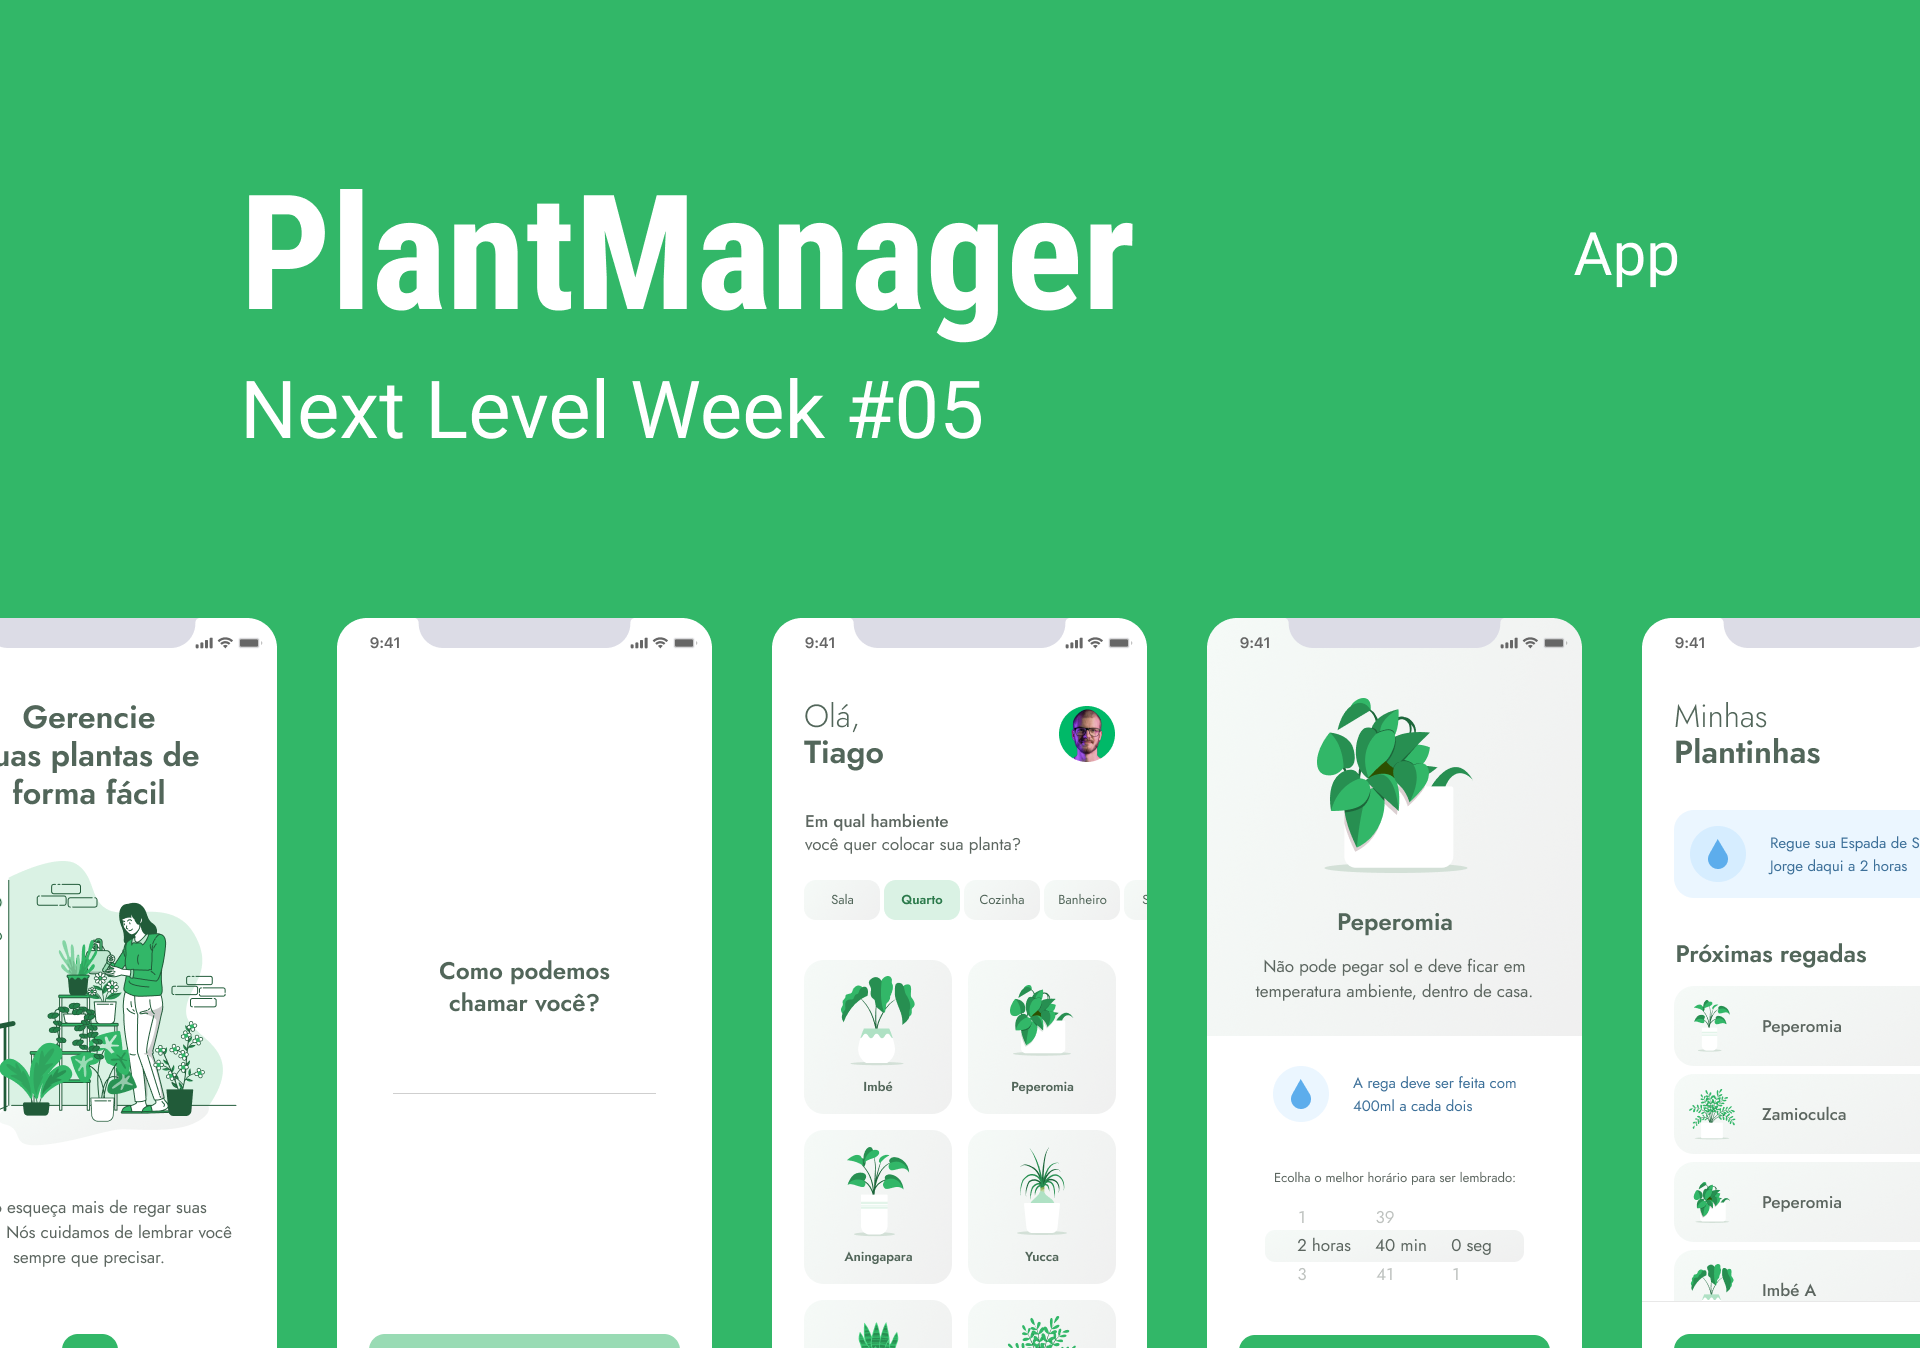 PlantManager
App
Next Level Week #05
Gerencie
uas plantas de
forma fácil
esqueça mais de regar suas
Nós cuidamos de lembrar você
sempre que precisar.
9:41
Como podemos
chamar você?
9:41
Olá,
Tiago
Em qual hambiente
você quer colocar sua planta?
Sala Quarto Cozinha Banheiro S
Imbé Peperomia
Aningapara Yucca
9:41
Peperomia
Não pode pegar sol e deve ficar em
temperatura ambiente, dentro de casa.
A rega deve ser feita com
400ml a cada dois
Ecolha o melhor horário para ser lembrado:
1 39
2 horas 40 min 0 seg
3 41 1
9:41
Minhas
Plantinhas
Regue sua Espada de S
Jorge daqui a 2 horas
Próximas regadas
Peperomia
Zamioculca
Peperomia
Imbé A